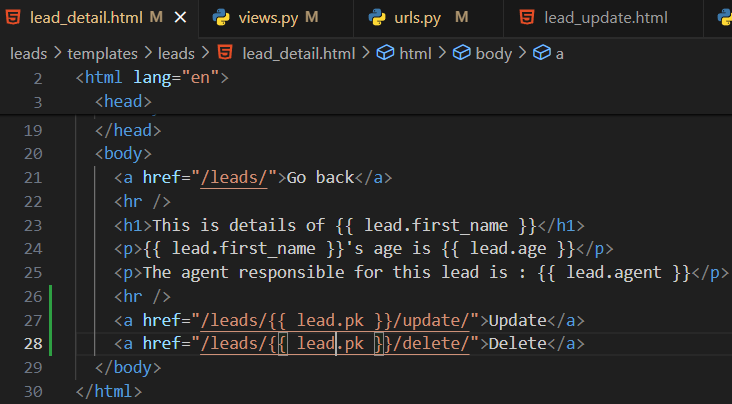 lead_detail.html M × views.py M urls.py M lead_update.html
leads > templates > leads > lead_detail.html > html > body > a
2 <html lang="en">
3 <head>
19 </head>
20 <body>
21 <a href="/leads/">Go back</a>
22 <hr />
23 <h1>This is details of {{ lead.first_name }}</h1>
24 <p>{{ lead.first_name }}'s age is {{ lead.age }}</p>
25 <p>The agent responsible for this lead is : {{ lead.agent }}</p>
26 <hr />
27 <a href="/leads/{{ lead.pk }}/update/">Update</a>
28 <a href="/leads/{{ lead.pk }}/delete/">Delete</a>
29 </body>
30 </html>